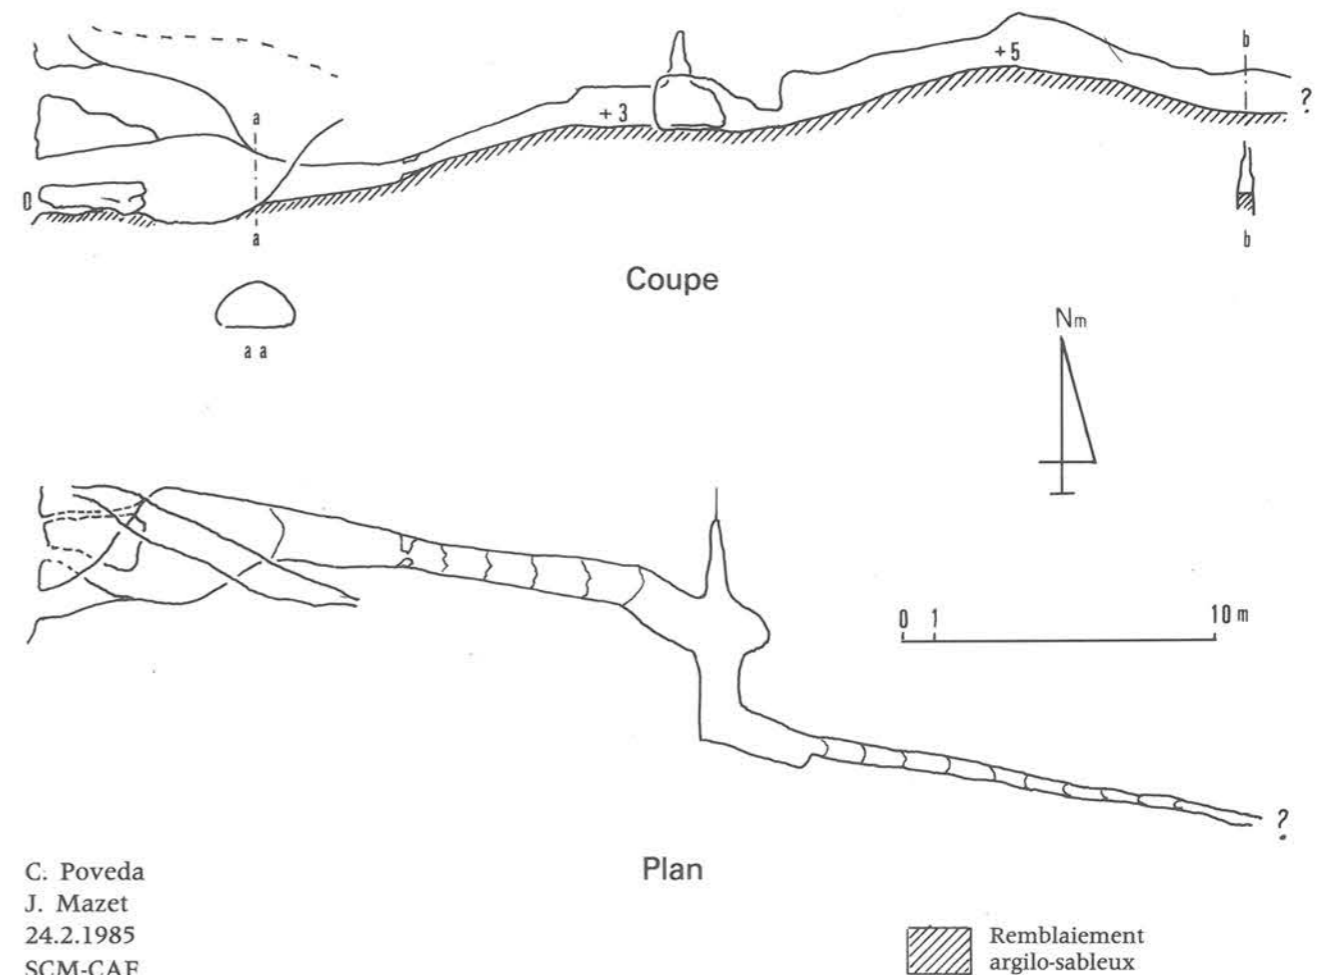 b
a
+5
+3
?
0
a
b
Coupe
a a
Nm
0 1 10 m
?
Plan
C. Poveda
J. Mazet
24.2.1985
SCM-CAF
Remblaiement
argilo-sableux